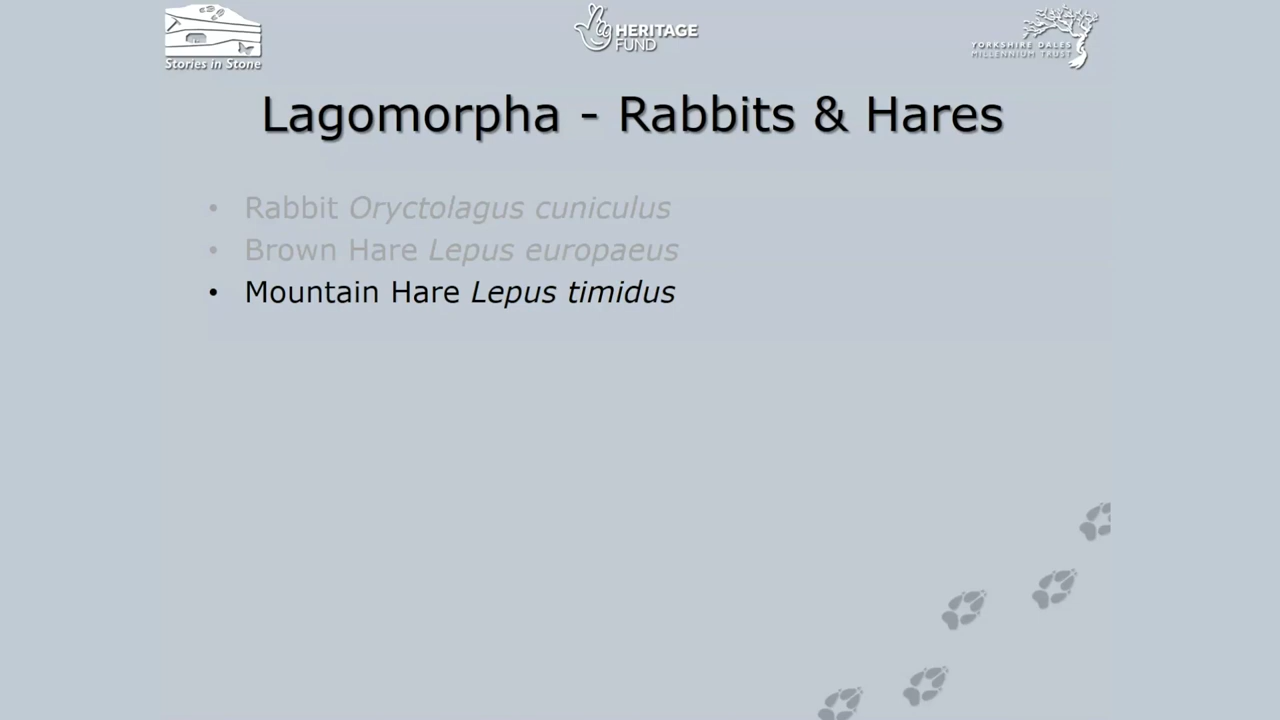 Stories in Stone
HERITAGE
FUND
YORKSHIRE DALES
MILLENNIUM TRUST
Lagomorpha - Rabbits & Hares
• Rabbit Oryctolagus cuniculus
• Brown Hare Lepus europaeus
• Mountain Hare Lepus timidus